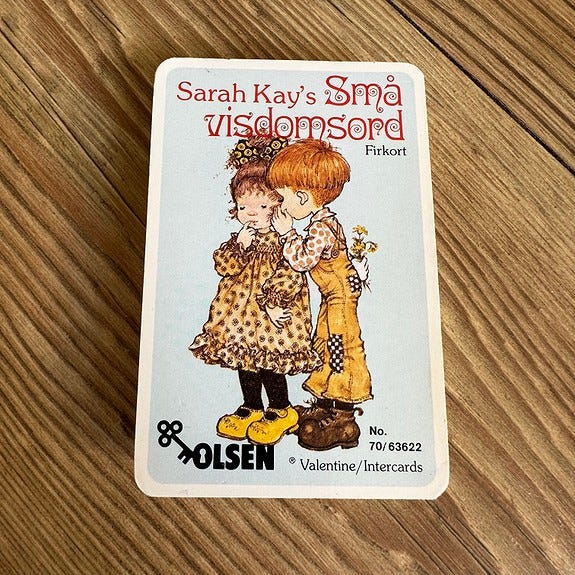 Sarah Kay's Små
visdomsord
Firkort
No.
70/63622
OLSEN
® Valentine/Intercards